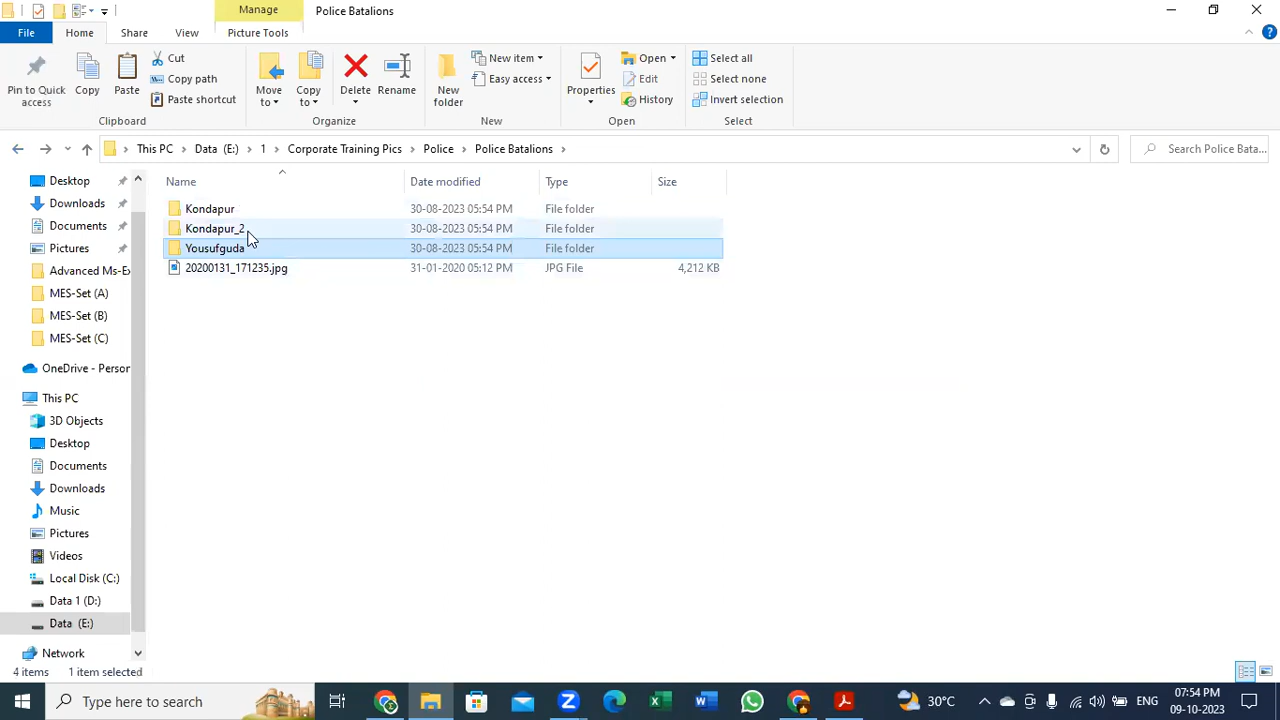 Manage Police Batalions
File Home Share View Picture Tools
Pin to Quick access
Copy
Paste
Cut
Copy path
Paste shortcut
Clipboard
Move to
Copy to
Delete
Rename
Organize
New folder
New item
Easy access
New
Properties
Open
Edit
History
Open
Select all
Select none
Invert selection
Select
This PC Data (E:) 1 Corporate Training Pics Police Police Batalions
Search Police Bata...
Desktop
Downloads
Documents
Pictures
Advanced Ms-Ex
MES-Set (A)
MES-Set (B)
MES-Set (C)
OneDrive - Person
This PC
3D Objects
Desktop
Documents
Downloads
Music
Pictures
Videos
Local Disk (C:)
Data 1 (D:)
Data (E:)
Network
Name Date modified Type Size
Kondapur 30-08-2023 05:54 PM File folder
Kondapur_2 30-08-2023 05:54 PM File folder
Yousufguda 30-08-2023 05:54 PM File folder
20200131_171235.jpg 31-01-2020 05:12 PM JPG File 4,212 KB
4 items 1 item selected
Type here to search
30°C
ENG
07:54 PM
09-10-2023